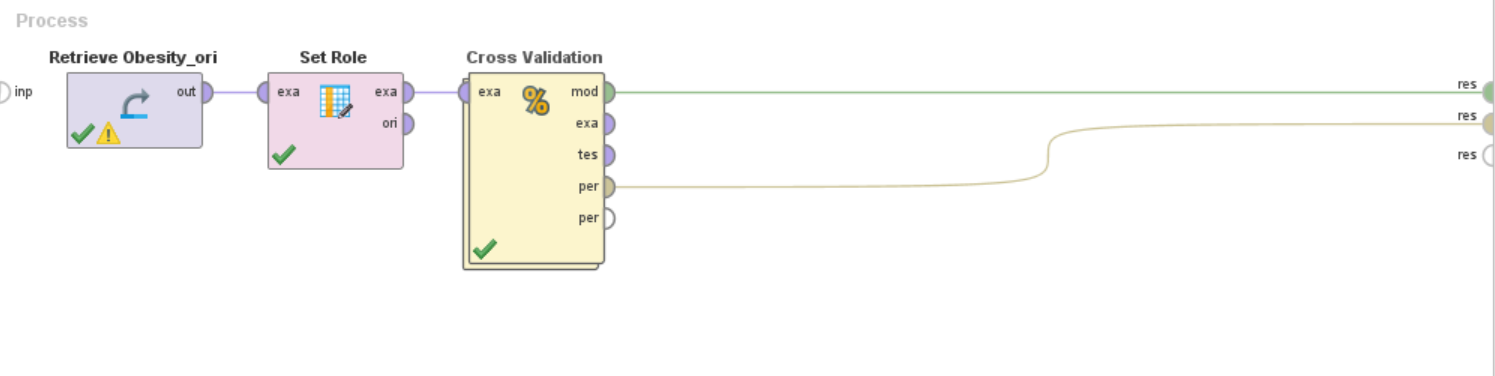 Process
Retrieve Obesity_ori
Set Role
Cross Validation
inp
out
exa
exa
ori
exa
%
mod
exa
tes
per
per
res
res
res